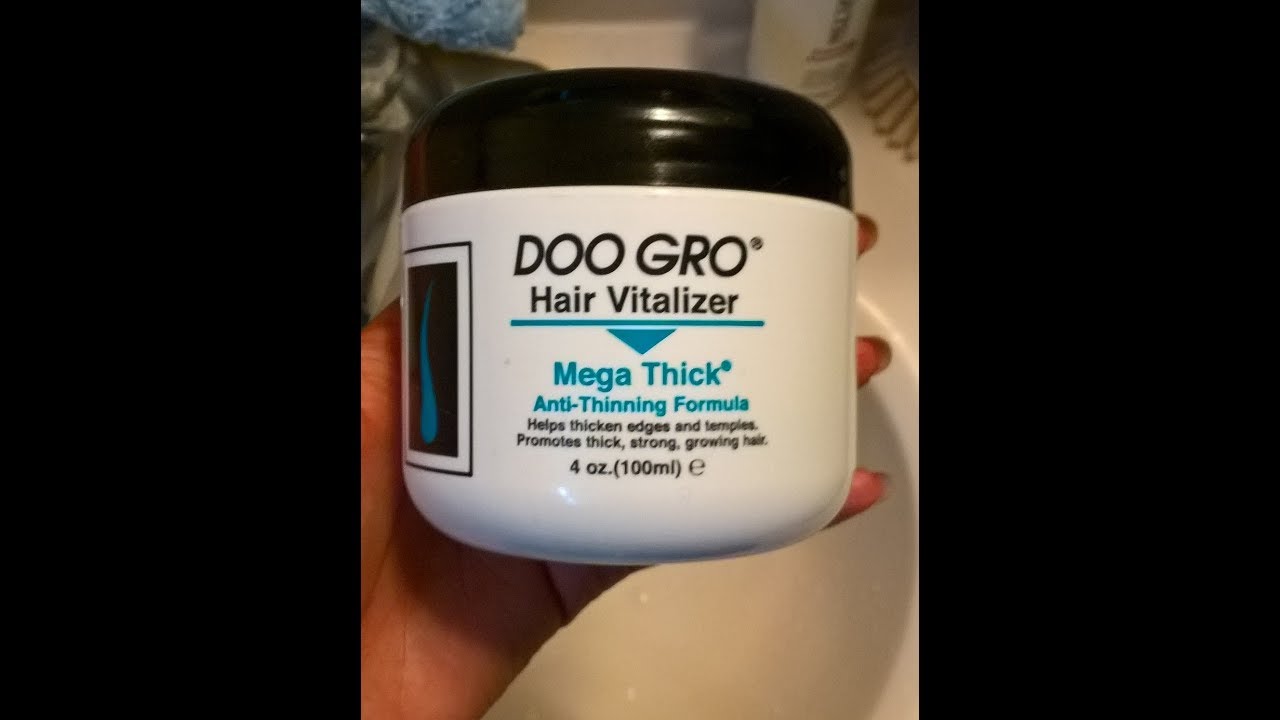 DOO GRO®
Hair Vitalizer
Mega Thick®
Anti-Thinning Formula
Helps thicken edges and temples.
Promotes thick, strong, growing hair.
4 oz.(100ml) ℮